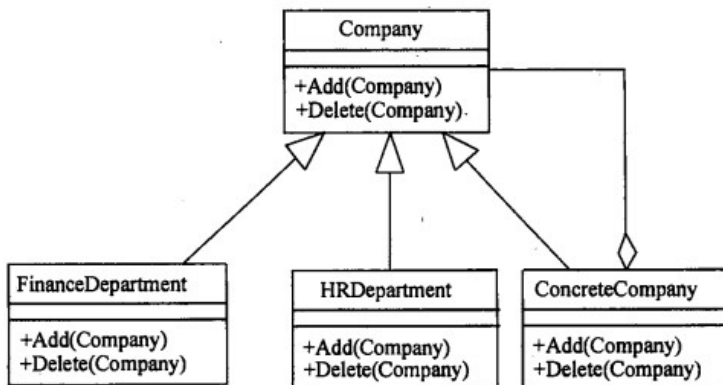 Company
+Add(Company)
+Delete(Company)
FinanceDepartment
+Add(Company)
+Delete(Company)
HRDepartment
+Add(Company)
+Delete(Company)
ConcreteCompany
+Add(Company)
+Delete(Company)